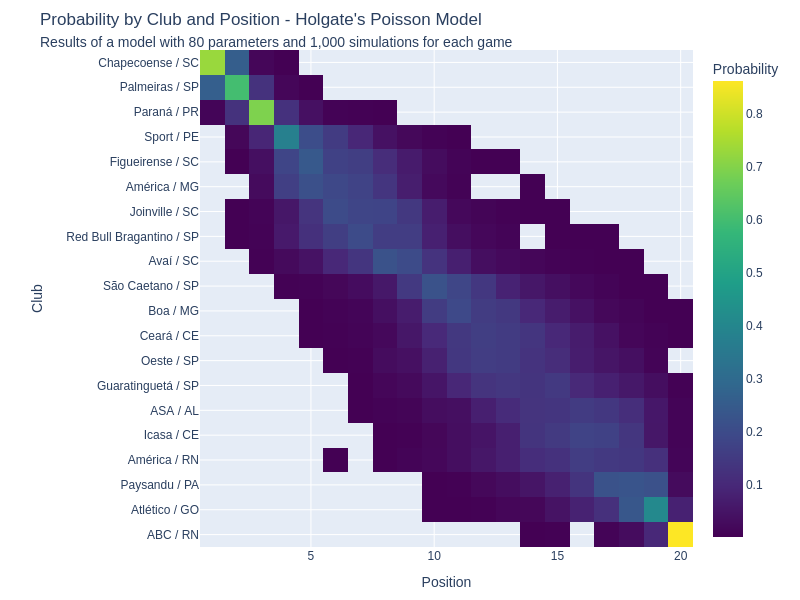 Probability by Club and Position - Holgate's Poisson Model
Results of a model with 80 parameters and 1,000 simulations for each game
Probability
Club
Chapecoense / SC
Palmeiras / SP
Paraná / PR
Sport / PE
Figueirense / SC
América / MG
Joinville / SC
Red Bull Bragantino / SP
Avaí / SC
São Caetano / SP
Boa / MG
Ceará / CE
Oeste / SP
Guaratinguetá / SP
ASA / AL
Icasa / CE
América / RN
Paysandu / PA
Atlético / GO
ABC / RN
0.8
0.7
0.6
0.5
0.4
0.3
0.2
0.1
5
10
15
20
Position